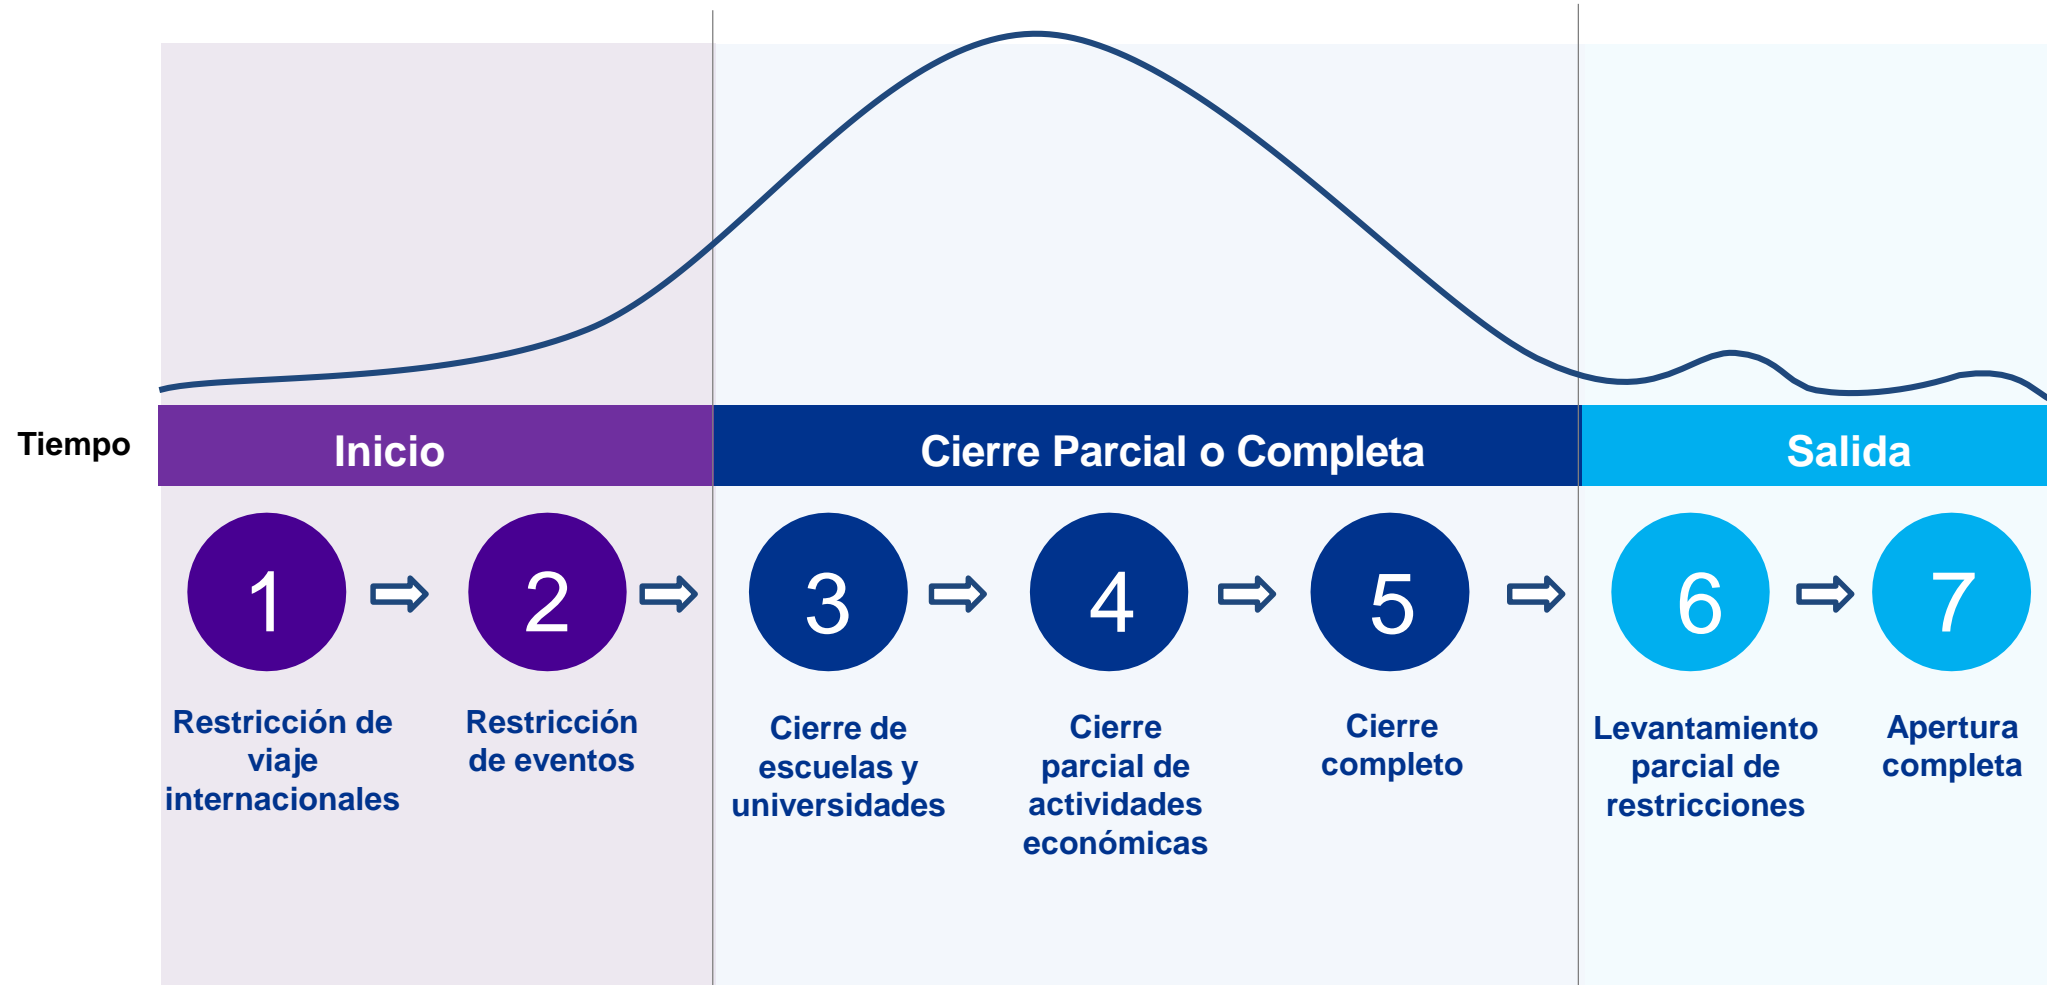 Tiempo
Inicio
Cierre Parcial o Completa
Salida
1
2
3
4
5
6
7
Restricción de
viaje
internacionales
Restricción
de eventos
Cierre de
escuelas y
universidades
Cierre
parcial de
actividades
económicas
Cierre
completo
Levantamiento
parcial de
restricciones
Apertura
completa